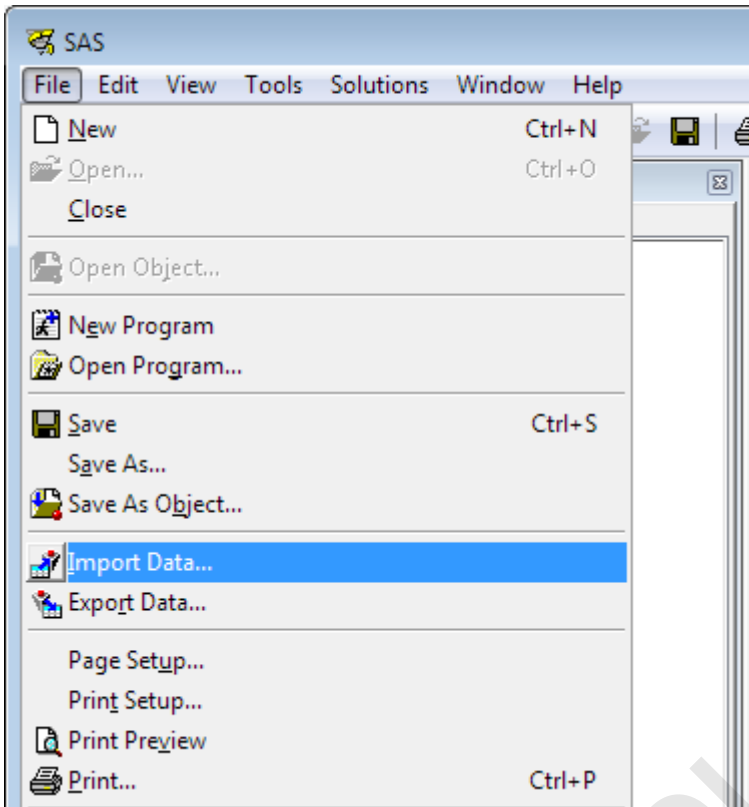 SAS
File Edit View Tools Solutions Window Help
New Ctrl+N
Open... Ctrl+O
Close
Open Object...
New Program
Open Program...
Save Ctrl+S
Save As...
Save As Object...
Import Data...
Export Data...
Page Setup...
Print Setup...
Print Preview
Print... Ctrl+P